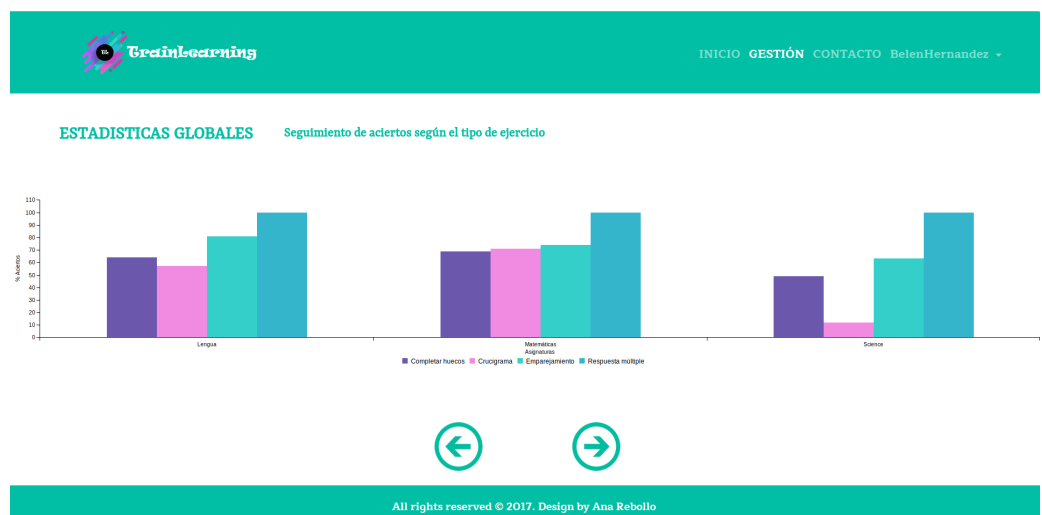 TL
TrainLearning
INICIO GESTIÓN CONTACTO BelenHernandez
ESTADISTICAS GLOBALES
Seguimiento de aciertos según el tipo de ejercicio
110
100
90
80
70
60
50
40
30
20
10
0
% Aciertos
Lengua Matemáticas Science
Asignaturas
Completar huecos Crucigrama Emparejamiento Respuesta múltiple
All rights reserved © 2017. Design by Ana Rebollo